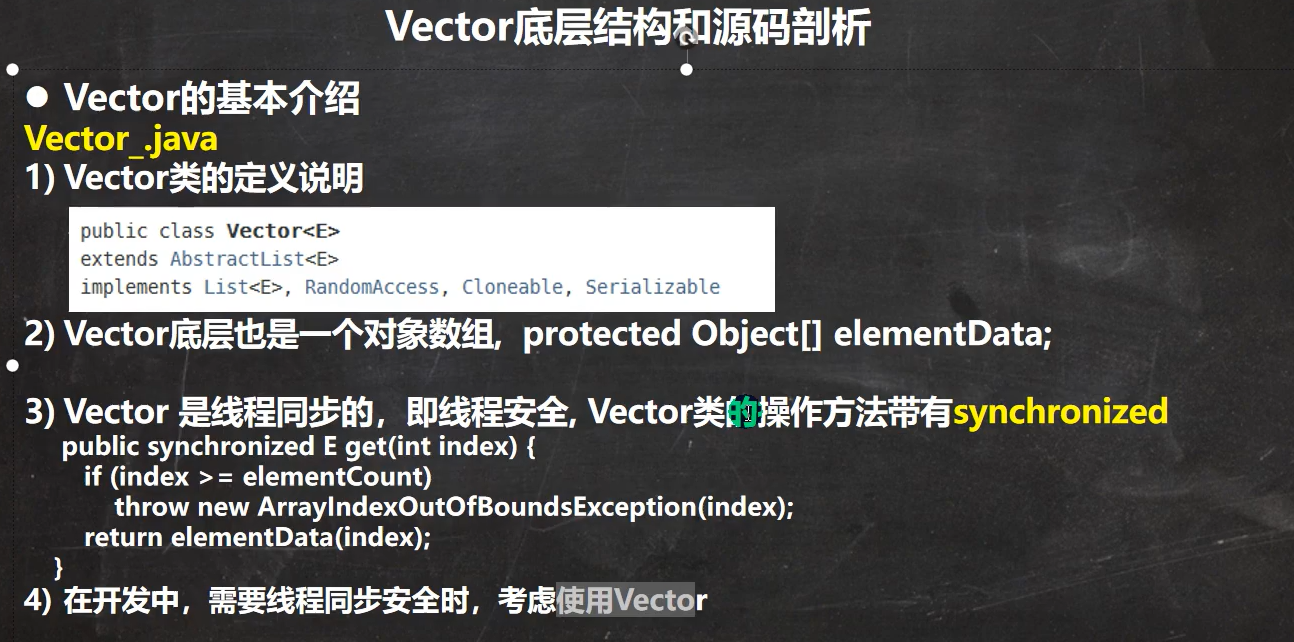 Vector底层结构和源码剖析
● Vector的基本介绍
Vector_.java
1) Vector类的定义说明
public class Vector<E>
extends AbstractList<E>
implements List<E>, RandomAccess, Cloneable, Serializable
2) Vector底层也是一个对象数组, protected Object[] elementData;
3) Vector 是线程同步的，即线程安全, Vector类的操作方法带有synchronized
public synchronized E get(int index) {
if (index >= elementCount)
throw new ArrayIndexOutOfBoundsException(index);
return elementData(index);
}
4) 在开发中，需要线程同步安全时，考虑使用Vector